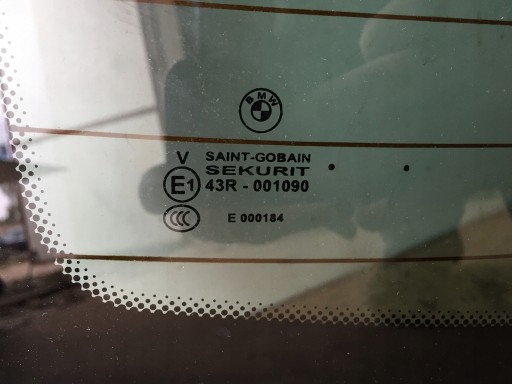 BMW
V SAINT-GOBAIN
SEKURIT
E1 43R - 001090
CCC E 000184